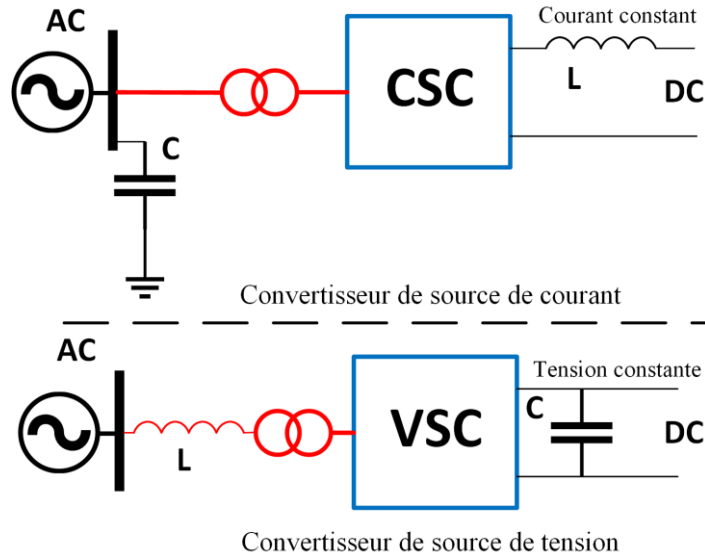 AC
Courant constant
CSC
L
DC
C
Convertisseur de source de courant
AC
Tension constante
C
VSC
DC
L
Convertisseur de source de tension